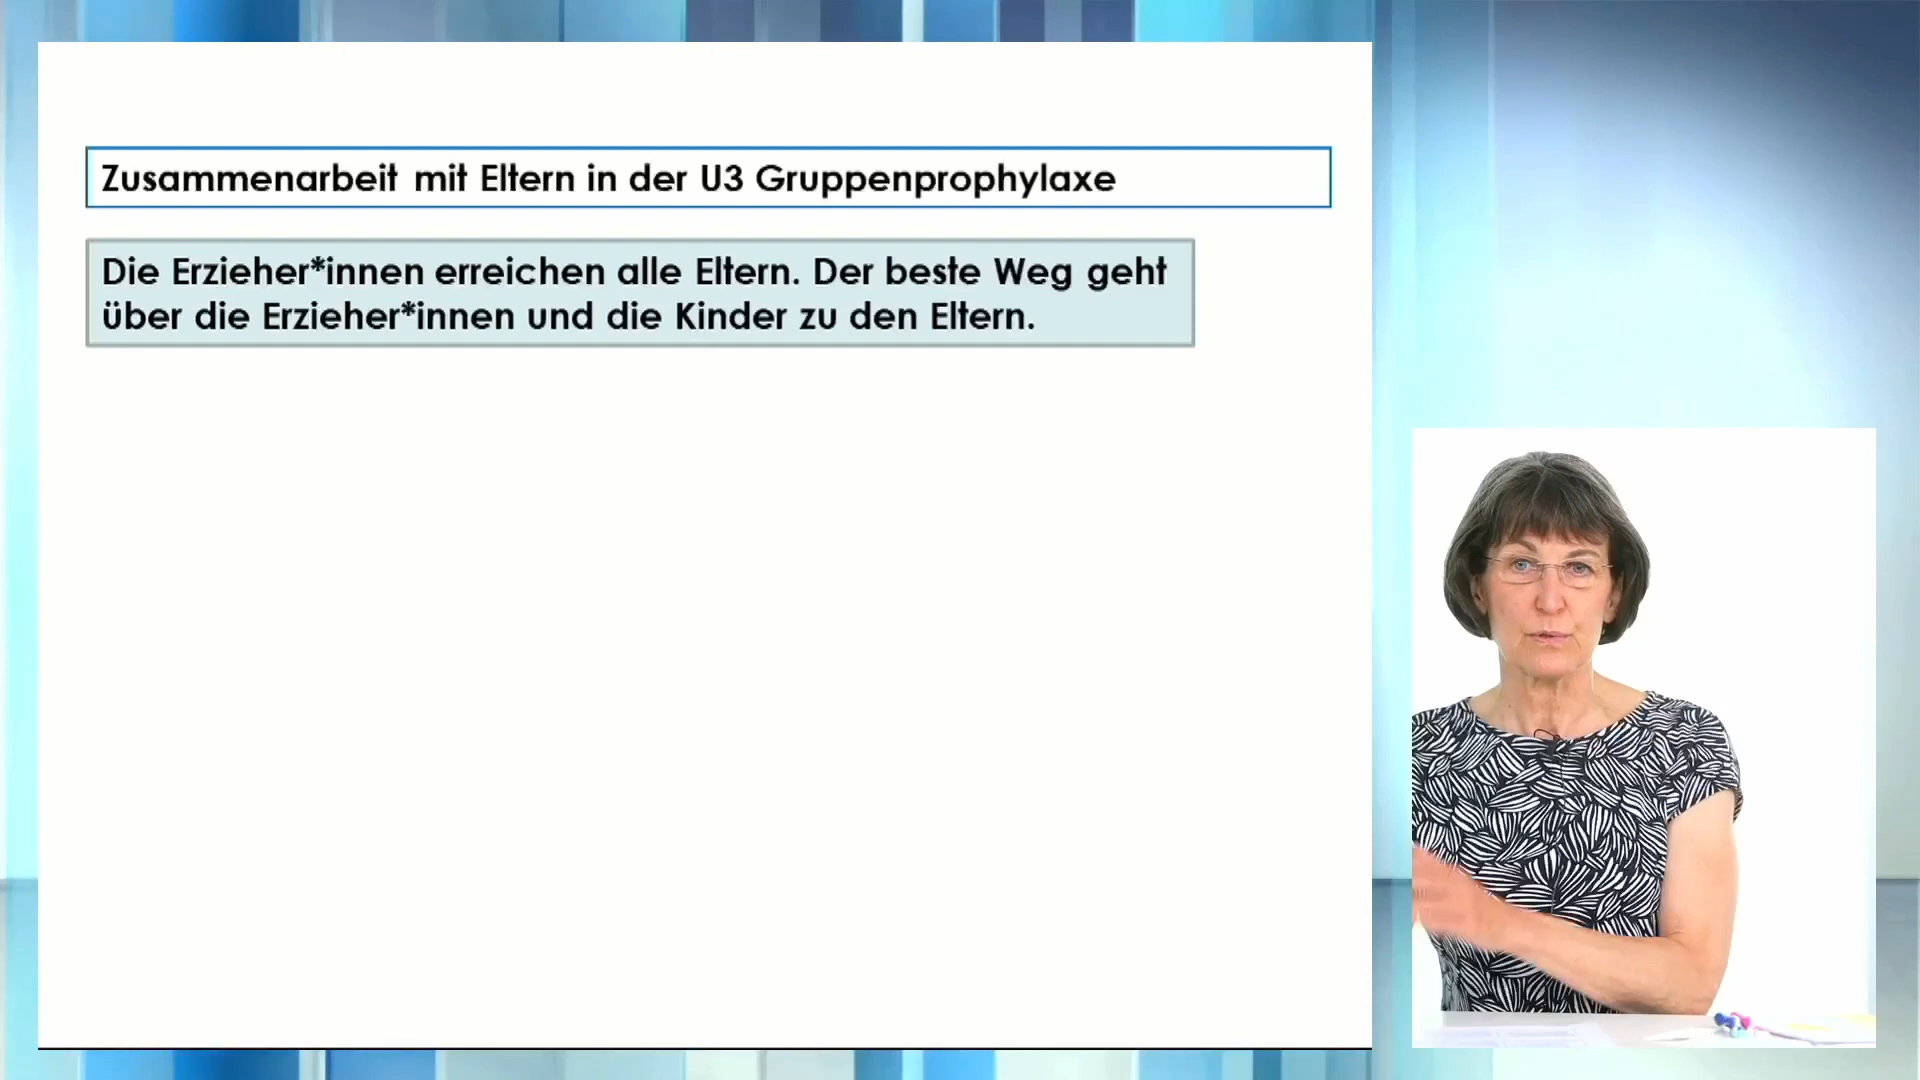 Zusammenarbeit mit Eltern in der U3 Gruppenprophylaxe
Die Erzieher*innen erreichen alle Eltern. Der beste Weg geht
über die Erzieher*innen und die Kinder zu den Eltern.